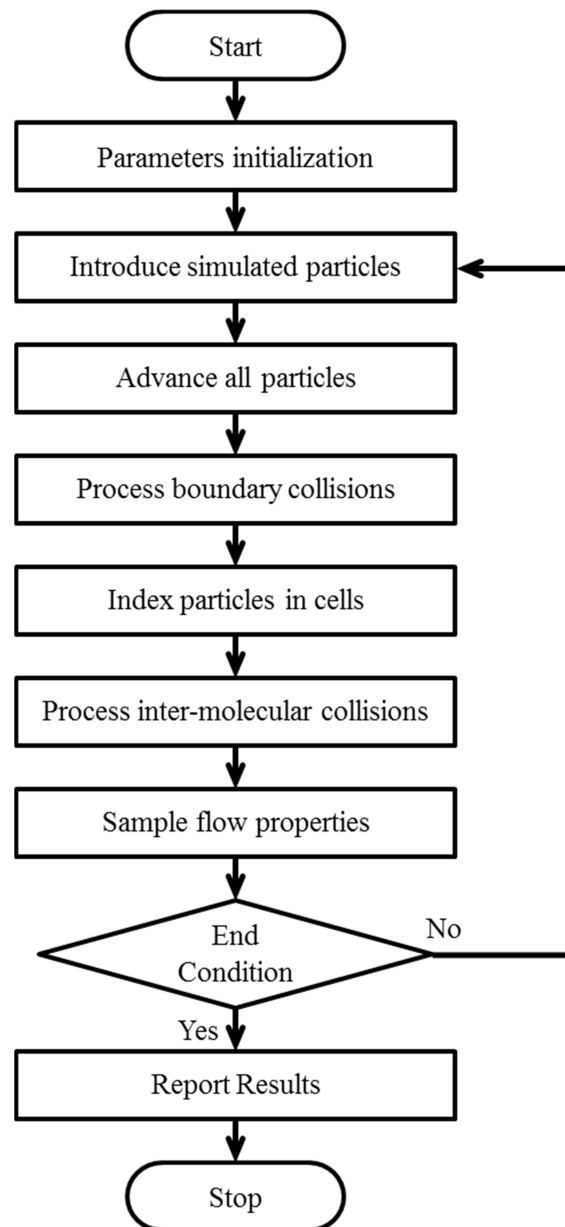 Start
Parameters initialization
Introduce simulated particles
Advance all particles
Process boundary collisions
Index particles in cells
Process inter-molecular collisions
Sample flow properties
End
Condition
No
Yes
Report Results
Stop